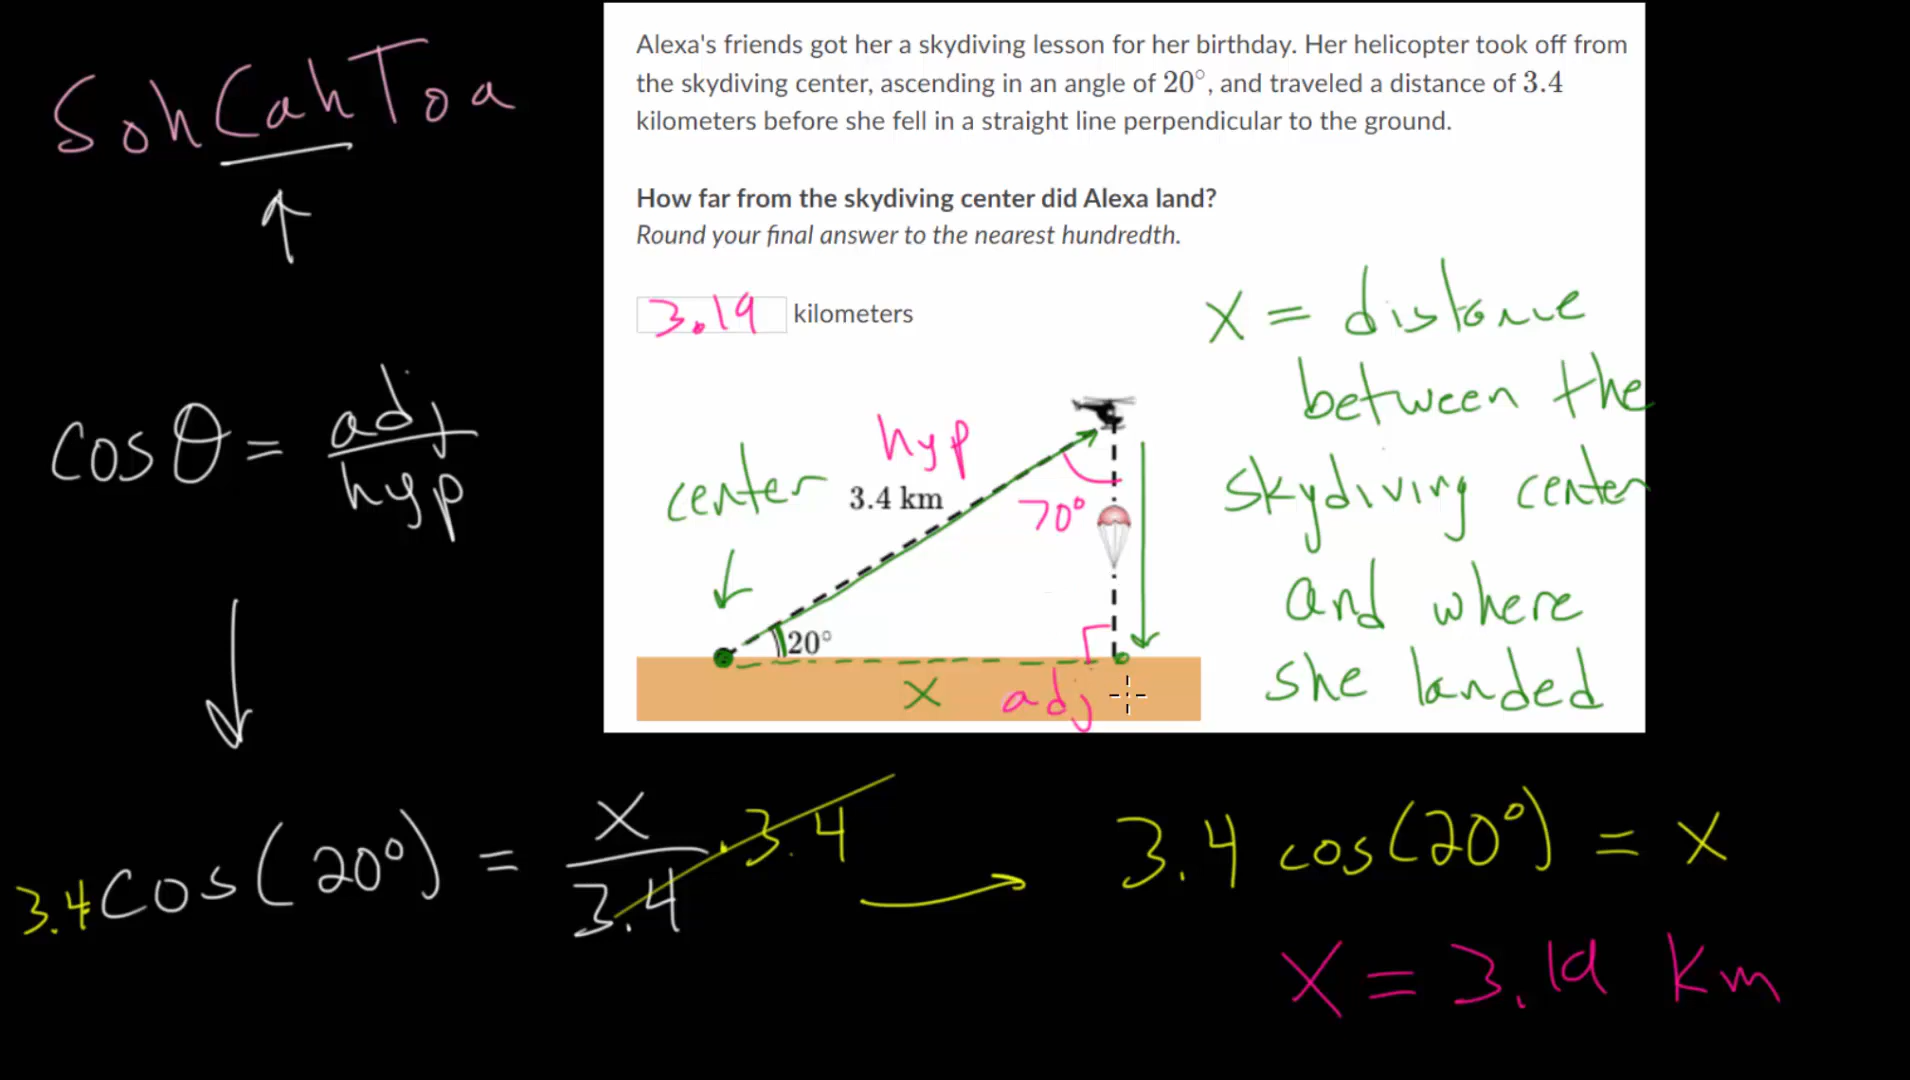 SohCahToa
Alexa's friends got her a skydiving lesson for her birthday. Her helicopter took off from
the skydiving center, ascending in an angle of 20°, and traveled a distance of 3.4
kilometers before she fell in a straight line perpendicular to the ground.
How far from the skydiving center did Alexa land?
Round your final answer to the nearest hundredth.
3.19 kilometers
x = distance
between the
skydiving center
and where
she landed
cosθ = adj/hyp
hyp
center
3.4 km
70°
20°
x adj
3.4 cos(20°) = x/3.4 · 3.4
3.4 cos(20°) = x
x = 3.19 km